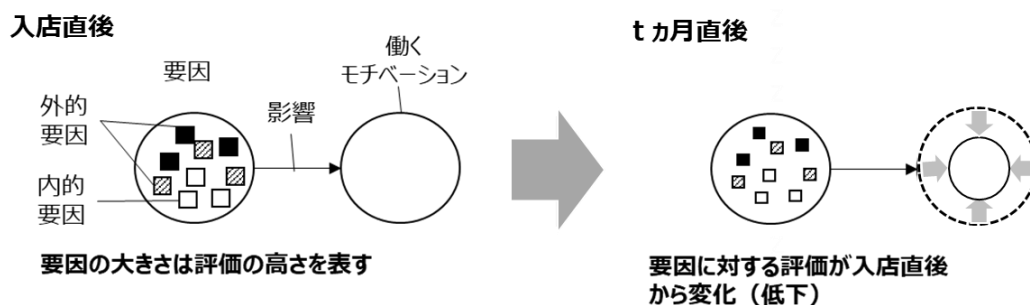 入店直後
要因
働く
モチベーション
外的
要因
影響
内的
要因
要因の大きさは評価の高さを表す
tヵ月直後
要因に対する評価が入店直後
から変化（低下）